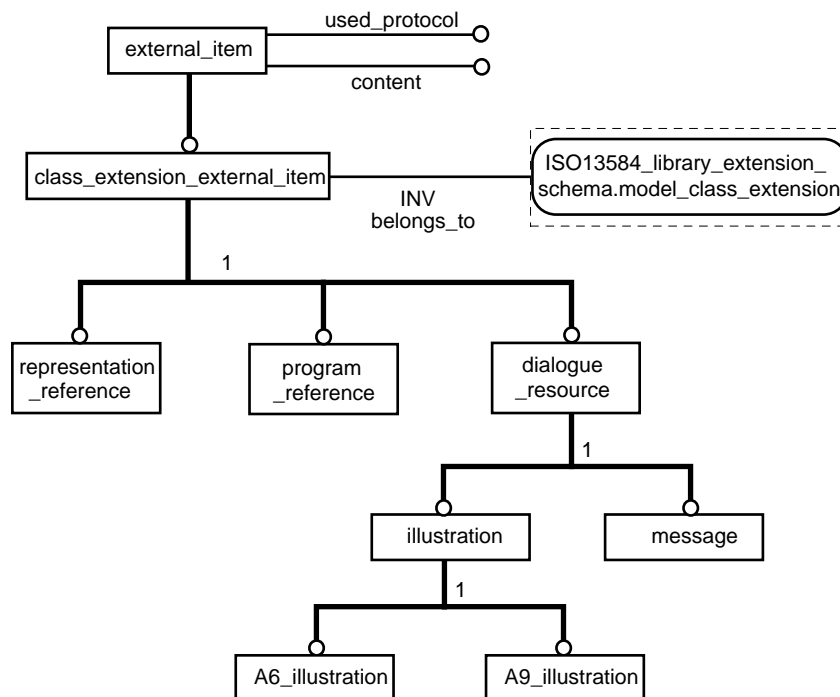 used_protocol
external_item
content
class_extension_external_item
ISO13584_library_extension_
schema.model_class_extension
INV
belongs_to
1
representation
_reference
program
_reference
dialogue
_resource
1
illustration
message
1
A6_illustration
A9_illustration